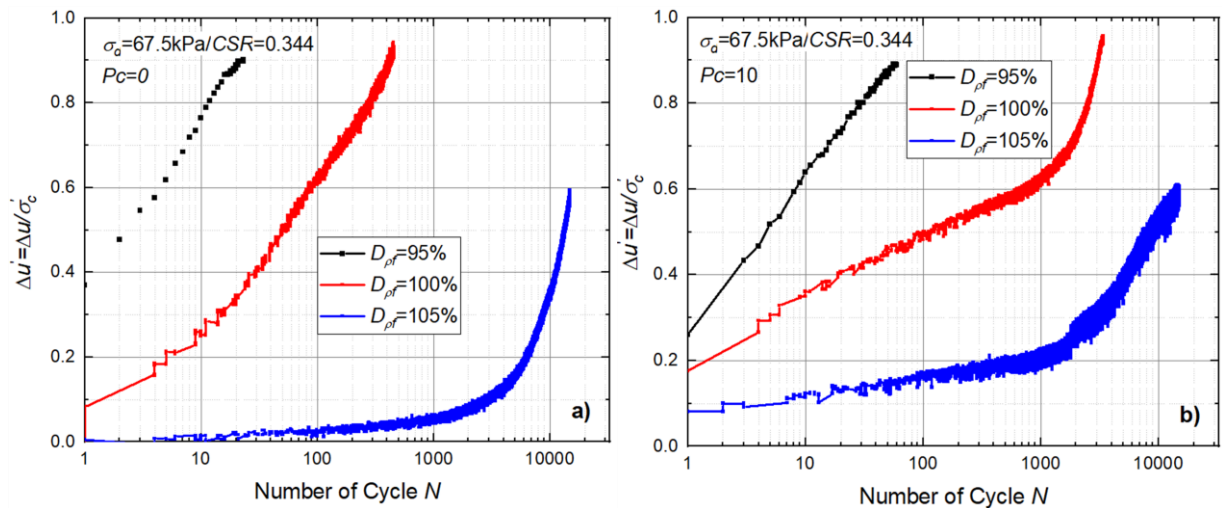 σₐ=67.5kPa/CSR=0.344
Pc=0
Dρf=95%
Dρf=100%
Dρf=105%
a)
Δu'=Δu/σ'c
1.0
0.8
0.6
0.4
0.2
0.0
1
10
100
1000
10000
Number of Cycle N
σₐ=67.5kPa/CSR=0.344
Pc=10
Dρf=95%
Dρf=100%
Dρf=105%
b)
Δu'=Δu/σ'c
1.0
0.8
0.6
0.4
0.2
0.0
1
10
100
1000
10000
Number of Cycle N